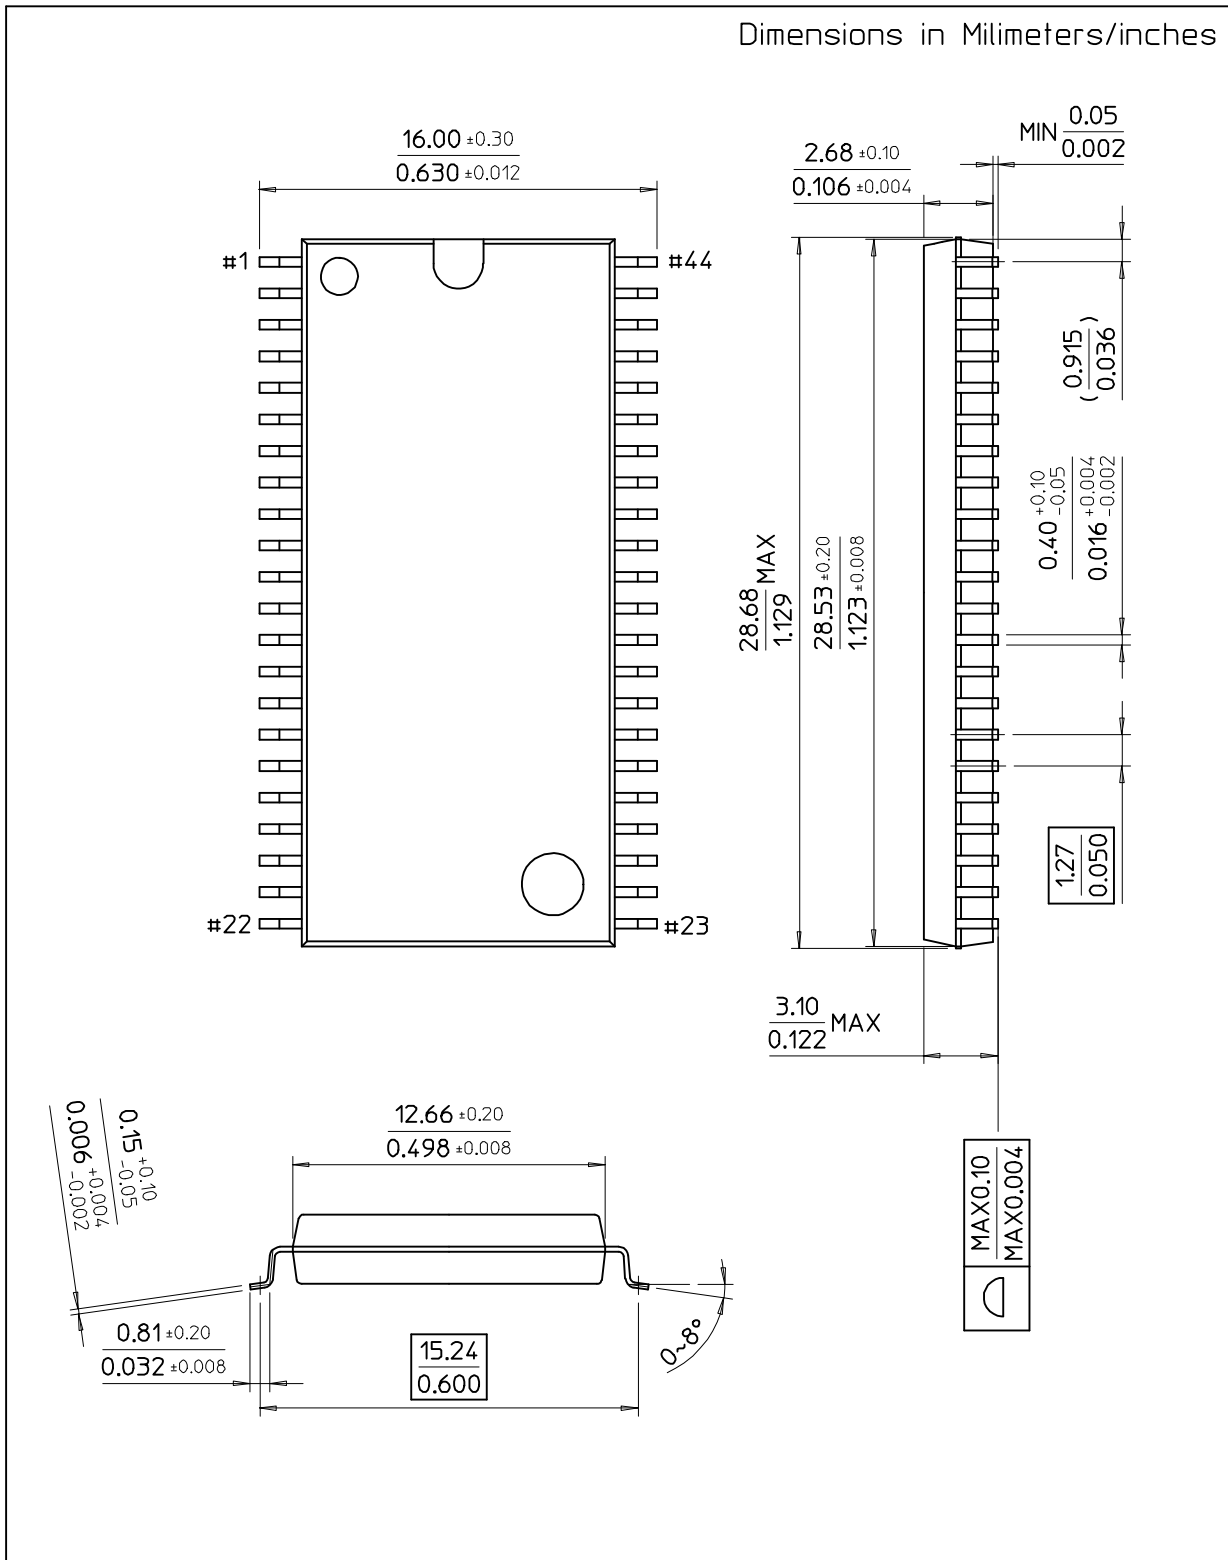 Dimensions in Milimeters/inches
16.00 ±0.30
0.630 ±0.012
2.68 ±0.10
0.106 ±0.004
MIN 0.05
0.002
#1
#44
(0.915
0.036)
0.40 +0.10 -0.05
0.016 +0.004 -0.002
28.68 MAX
1.129
28.53 ±0.20
1.123 ±0.008
1.27
0.050
#22
#23
3.10 MAX
0.122
0.15 +0.10 -0.05
0.006 +0.004 -0.002
12.66 ±0.20
0.498 ±0.008
MAX0.10
MAX0.004
0.81 ±0.20
0.032 ±0.008
15.24
0.600
0~8°